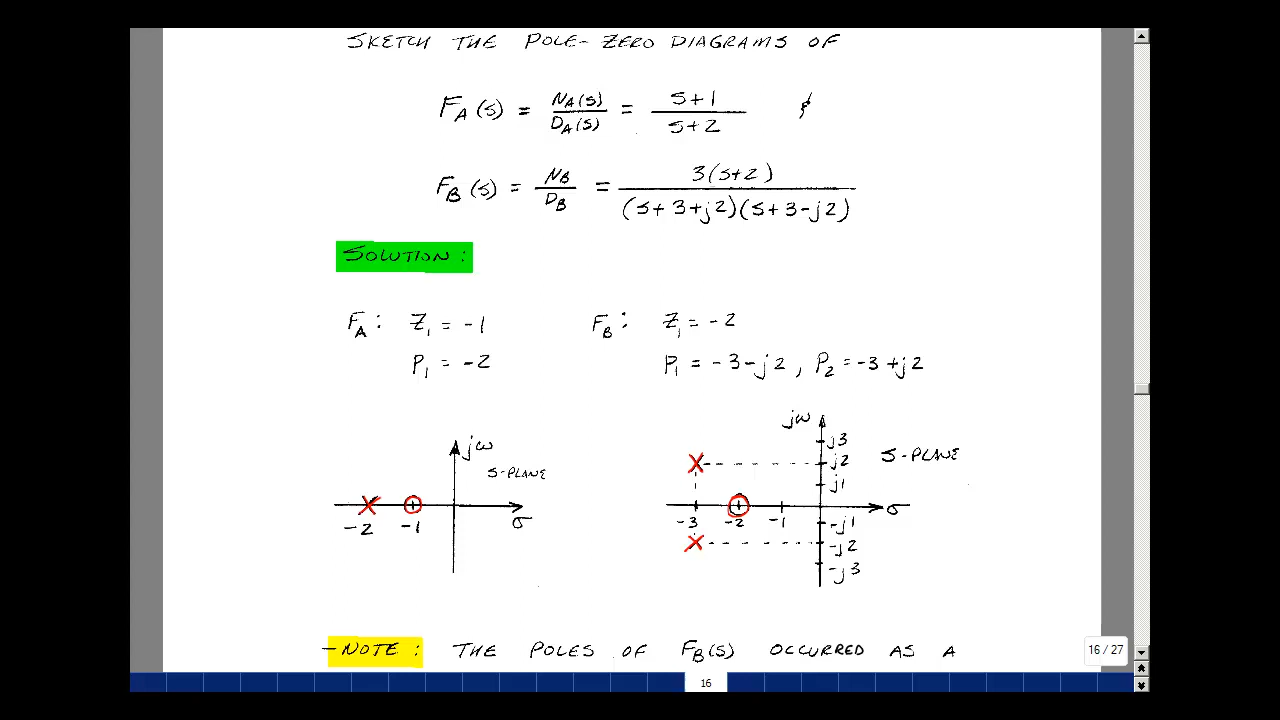 SKETCH THE POLE-ZERO DIAGRAMS OF
F_A(s) = N_A(s)/D_A(s) = s+1/s+2 &
F_B(s) = N_B/D_B = 3(s+2)/(s+3+j2)(s+3-j2)
SOLUTION:
F_A: Z_1 = -1 F_B: Z_1 = -2
P_1 = -2 P_1 = -3-j2, P_2 = -3+j2
jω
S-PLANE
-2 -1 σ
jω
j3
j2
j1
S-PLANE
-3 -2 -1 σ
-j1
-j2
-j3
-NOTE: THE POLES OF F_B(S) OCCURRED AS A
16 / 27
16